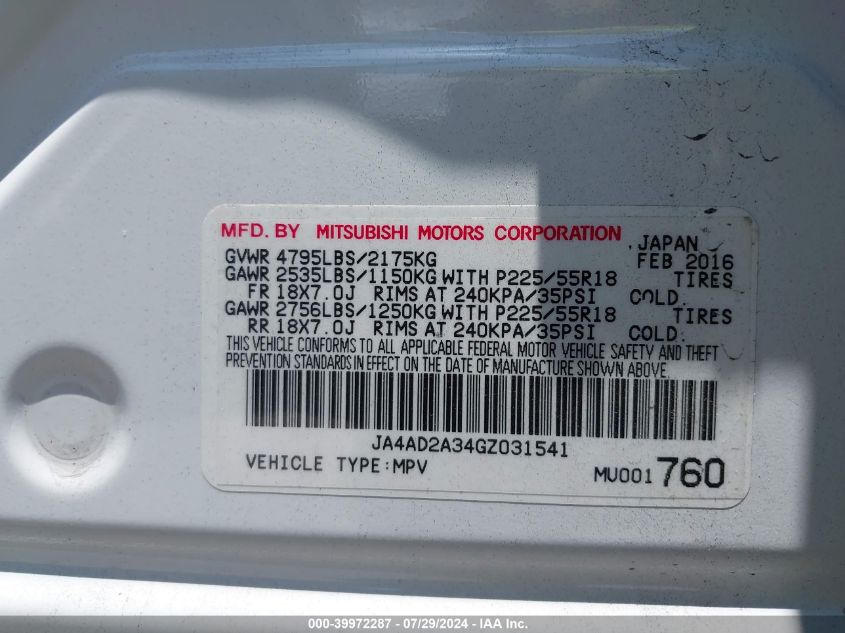 MFD. BY MITSUBISHI MOTORS CORPORATION JAPAN
GVWR 4795LBS/2175KG FEB 2016
GAWR 2535LBS/1150KG WITH P225/55R18 TIRES
FR 18X7.0J RIMS AT 240KPA/35PSI COLD.
GAWR 2756LBS/1250KG WITH P225/55R18 TIRES
RR 18X7.0J RIMS AT 240KPA/35PSI COLD.
THIS VEHICLE CONFORMS TO ALL APPLICABLE FEDERAL MOTOR VEHICLE SAFETY AND THEFT
PREVENTION STANDARDS IN EFFECT ON THE DATE OF MANUFACTURE SHOWN ABOVE.
JA4AD2A34GZ031541
VEHICLE TYPE:MPV MU001 760
000-39972287 - 07/29/2024 - IAA Inc.